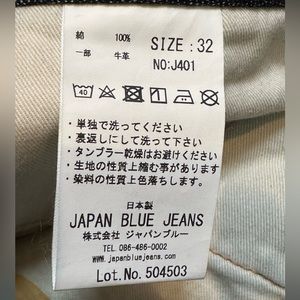 綿 100% SIZE : 32
一部 牛革 NO:J401
40
・単独で洗ってください
・裏返しにして洗って下さい
・タンブラー乾燥はお避けください
・生地の性質上縮む事が有ります
・染料の性質上色落ちします。
日本製
JAPAN BLUE JEANS
株式会社 ジャパンブルー
TEL 086-486-0002
www.japanbluejeans.com
Lot.No. 504503